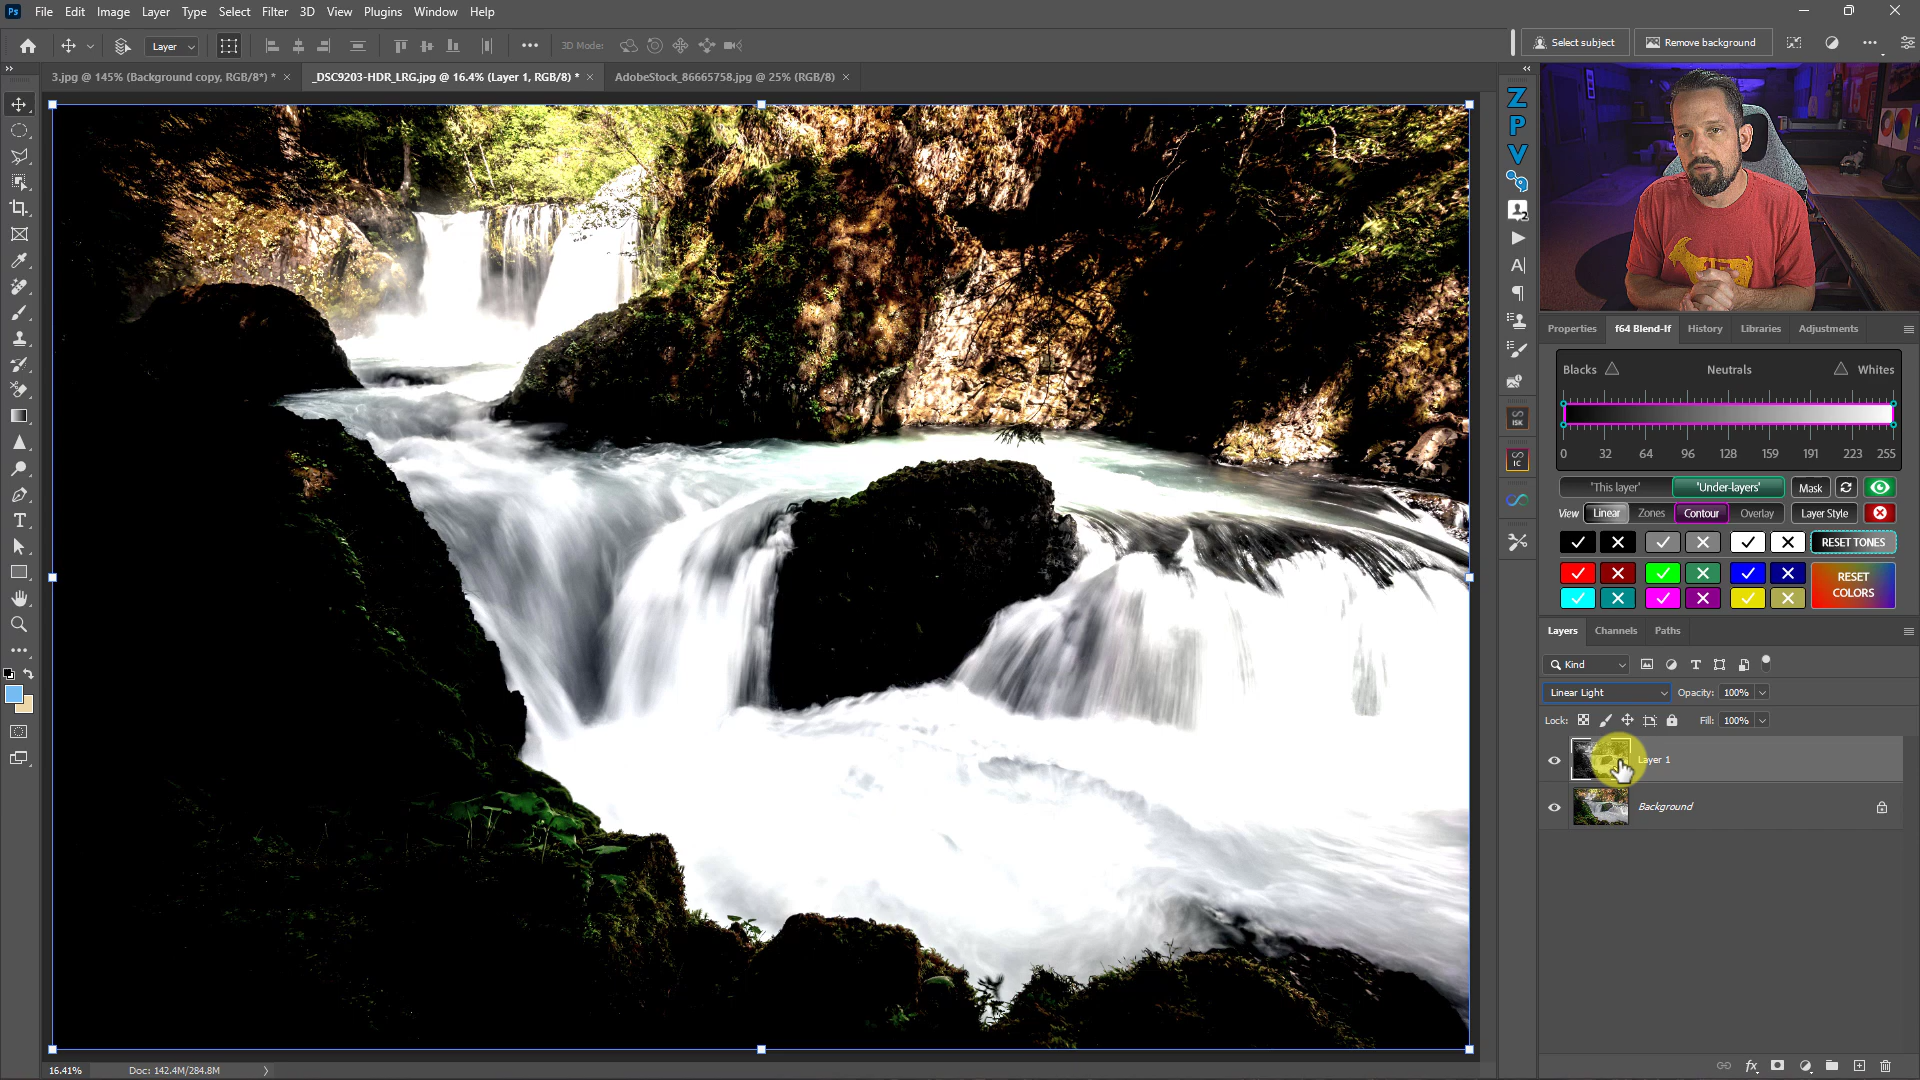 Ps File Edit Image Layer Type Select Filter 3D View Plugins Window Help
Layer 3D Mode: Select subject Remove background
3.jpg @ 145% (Background copy, RGB/8*) * × _DSC9203-HDR_LRG.jpg @ 16.4% (Layer 1, RGB/8) * × AdobeStock_86665758.jpg @ 25% (RGB/8) ×
Z
P
V
A
ISK
IC
T
Properties f64 Blend-If History Libraries Adjustments
Blacks Neutrals Whites
0 32 64 96 128 159 191 223 255
'This layer' 'Under-layers' Mask
View Linear Zones Contour Overlay Layer Style
RESET TONES
RESET
COLORS
Layers Channels Paths
Kind T
Linear Light Opacity: 100%
Lock: Fill: 100%
Layer 1
Background
fx
16.41% Doc: 142.4M/284.8M